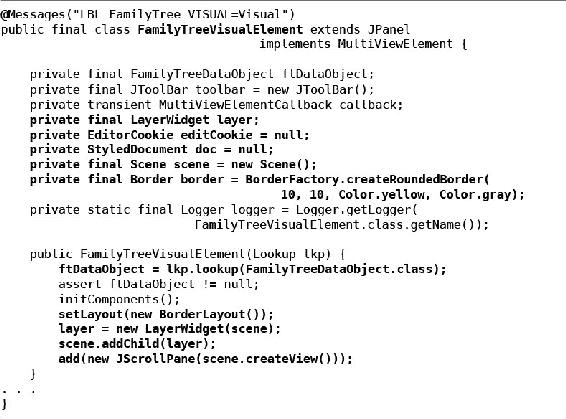 @Messages("LBL_FamilyTree_VISUAL=Visual")
public final class FamilyTreeVisualElement extends JPanel
                                    implements MultiViewElement {

    private final FamilyTreeDataObject ftDataObject;
    private final JToolBar toolbar = new JToolBar();
    private transient MultiViewElementCallback callback;
    private final LayerWidget layer;
    private EditorCookie editCookie = null;
    private StyledDocument doc = null;
    private final Scene scene = new Scene();
    private final Border border = BorderFactory.createRoundedBorder(
                                       10, 10, Color.yellow, Color.gray);
    private static final Logger logger = Logger.getLogger(
                           FamilyTreeVisualElement.class.getName());

    public FamilyTreeVisualElement(Lookup lkp) {
        ftDataObject = lkp.lookup(FamilyTreeDataObject.class);
        assert ftDataObject != null;
        initComponents();
        setLayout(new BorderLayout());
        layer = new LayerWidget(scene);
        scene.addChild(layer);
        add(new JScrollPane(scene.createView()));
    }
. . .
}